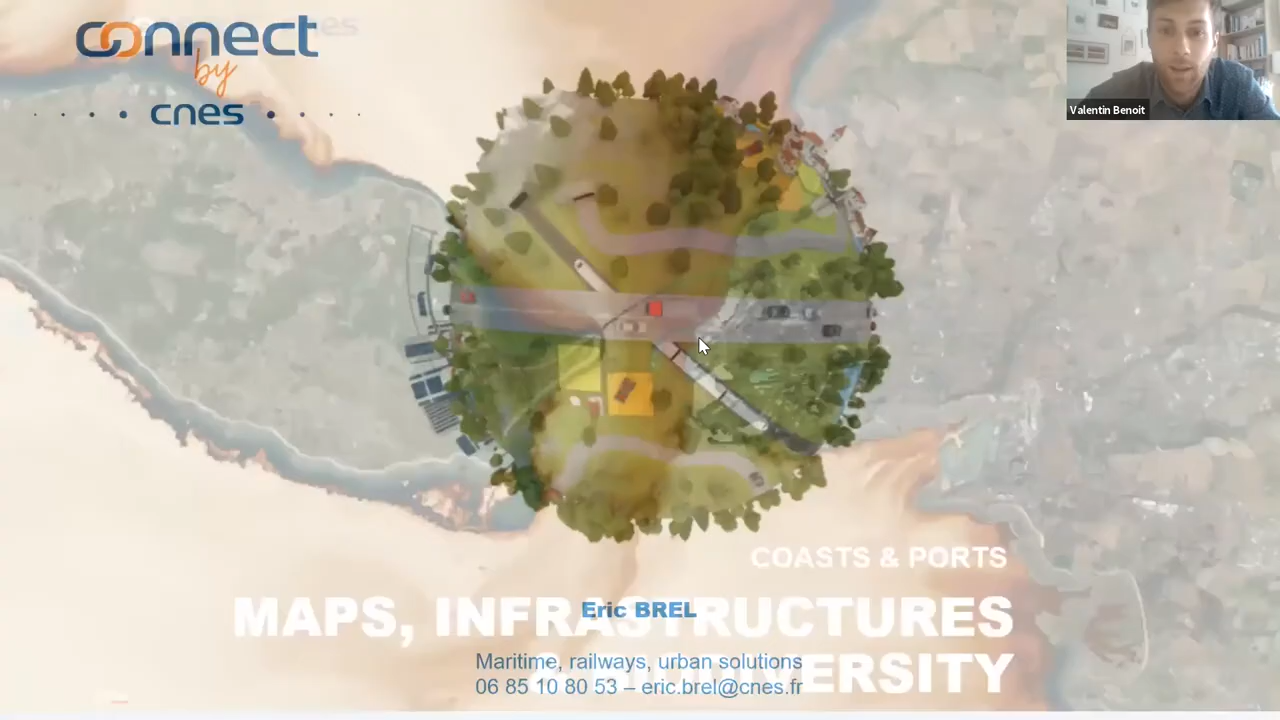 connect
by
cnes
Valentin Benoit
COASTS & PORTS
MAPS, INFRASTRUCTURES
Eric BREL
& BIODIVERSITY
Maritime, railways, urban solutions
06 85 10 80 53 – eric.brel@cnes.fr